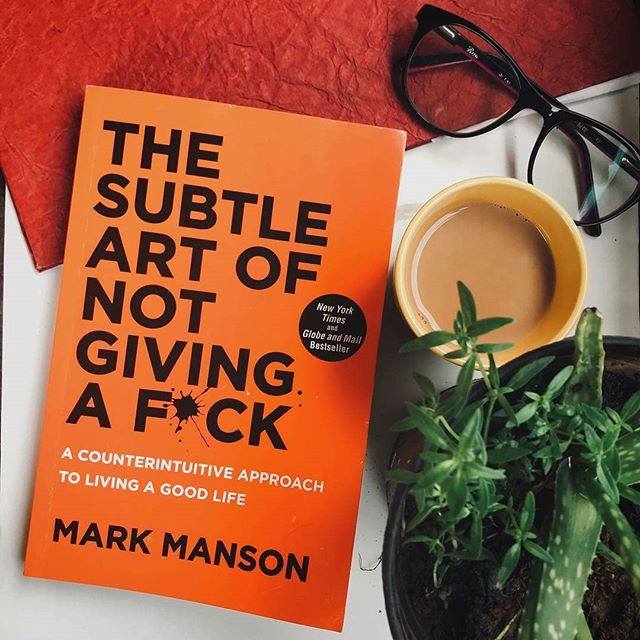 THE
SUBTLE
ART OF
NOT
GIVING
A F*CK
New York
Times
and
Globe and Mail
Bestseller
A COUNTERINTUITIVE APPROACH
TO LIVING A GOOD LIFE
MARK MANSON